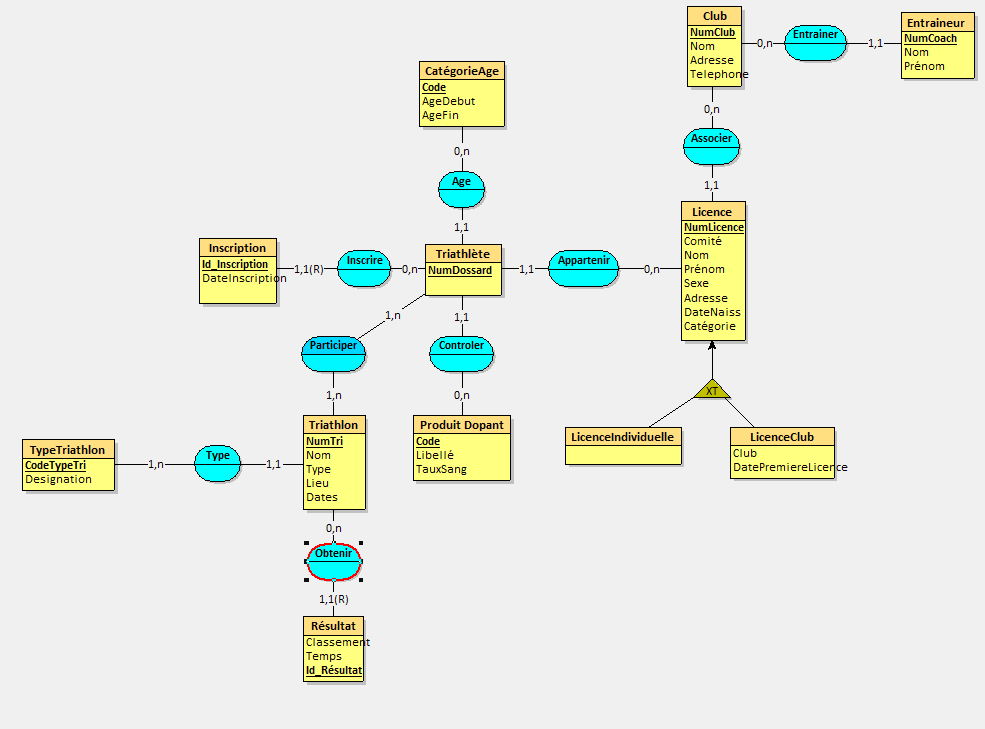 Club
NumClub
Nom
Adresse
Telephone
0,n
Entrainer
1,1
Entraineur
NumCoach
Nom
Prénom
CatégorieAge
Code
AgeDebut
AgeFin
0,n
Age
1,1
0,n
Associer
1,1
Inscription
Id_Inscription
DateInscription
1,1(R)
Inscrire
0,n
Triathlète
NumDossard
1,1
Appartenir
0,n
Licence
NumLicence
Comité
Nom
Prénom
Sexe
Adresse
DateNaiss
Catégorie
1,n
Participer
1,n
1,1
Controler
0,n
XT
LicenceIndividuelle
LicenceClub
Club
DatePremiereLicence
TypeTriathlon
CodeTypeTri
Designation
1,n
Type
1,1
Triathlon
NumTri
Nom
Type
Lieu
Dates
Produit Dopant
Code
Libellé
TauxSang
0,n
Obtenir
1,1(R)
Résultat
Classement
Temps
Id_Résultat